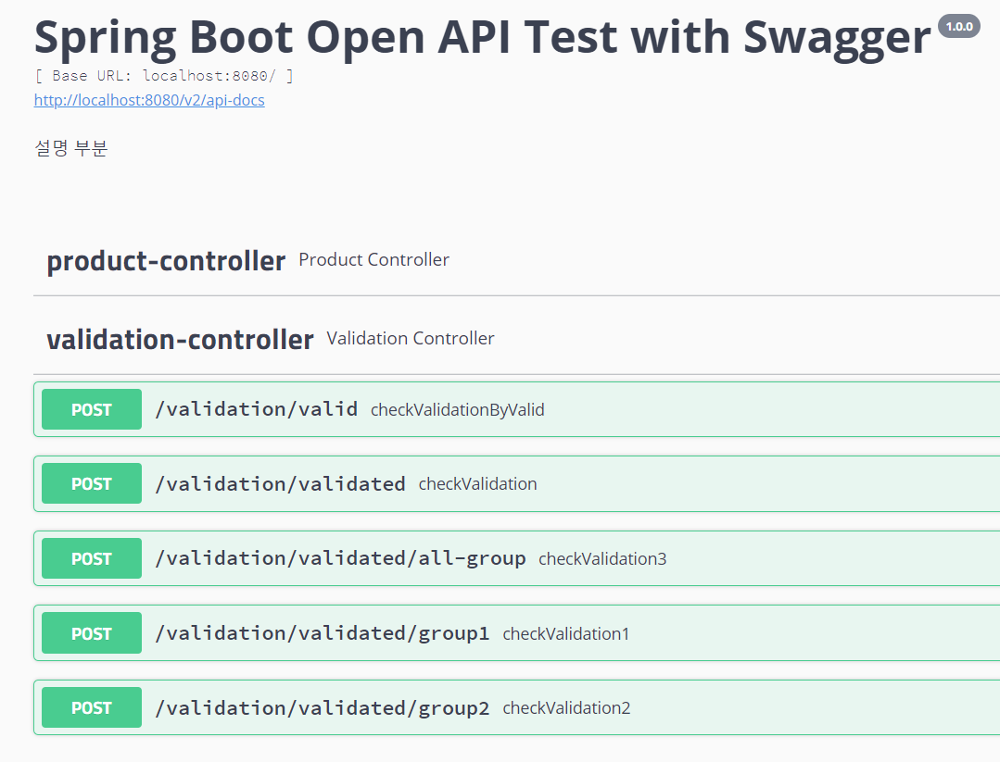 Spring Boot Open API Test with Swagger 1.0.0
[ Base URL: localhost:8080/ ]
http://localhost:8080/v2/api-docs
설명 부분
product-controller Product Controller
validation-controller Validation Controller
POST /validation/valid checkValidationByValid
POST /validation/validated checkValidation
POST /validation/validated/all-group checkValidation3
POST /validation/validated/group1 checkValidation1
POST /validation/validated/group2 checkValidation2